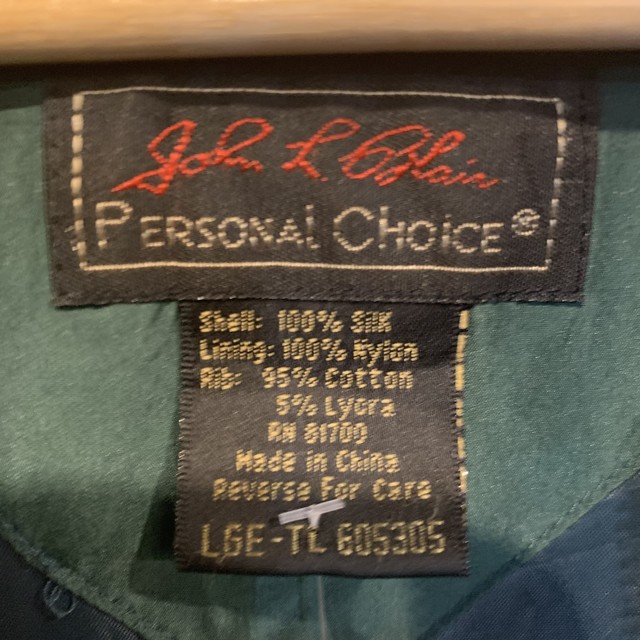 John L. Blair
PERSONAL CHOICE®
Shell: 100% Silk
Lining: 100% Nylon
Rib: 95% Cotton
5% Lycra
RN 81700
Made in China
Reverse For Care
LGE-TL 605305